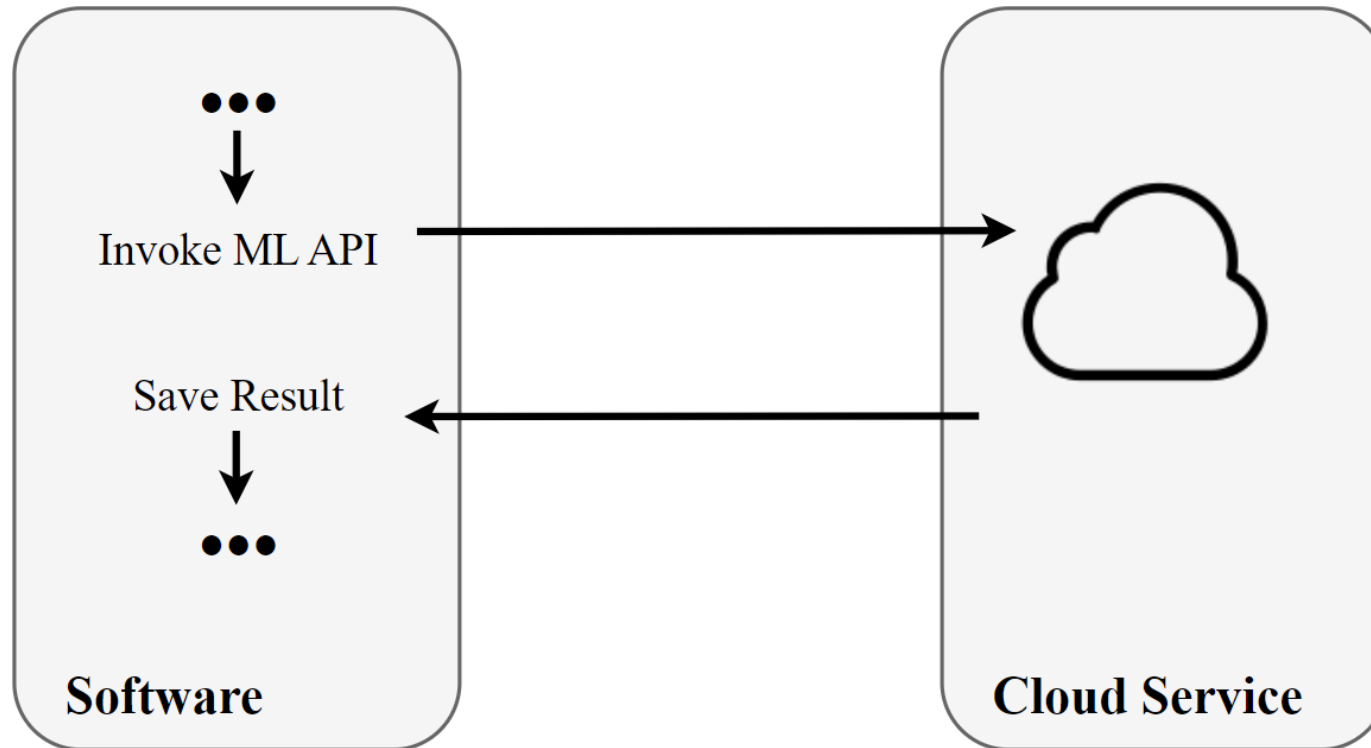 ●●●
Invoke ML API
Save Result
●●●
Software
Cloud Service